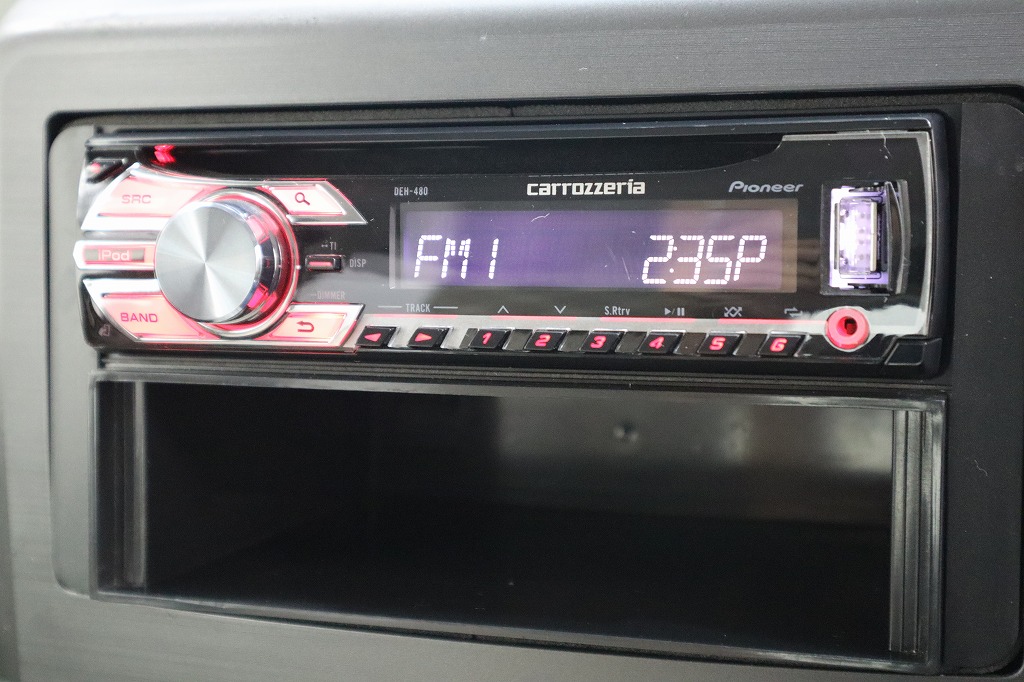 DEH-480 carrozzeria Pioneer
SRC
iPod
BAND
T1
DISP
DIMMER
FM1 2:35P
TRACK S.Rtrv
1 2 3 4 5 6